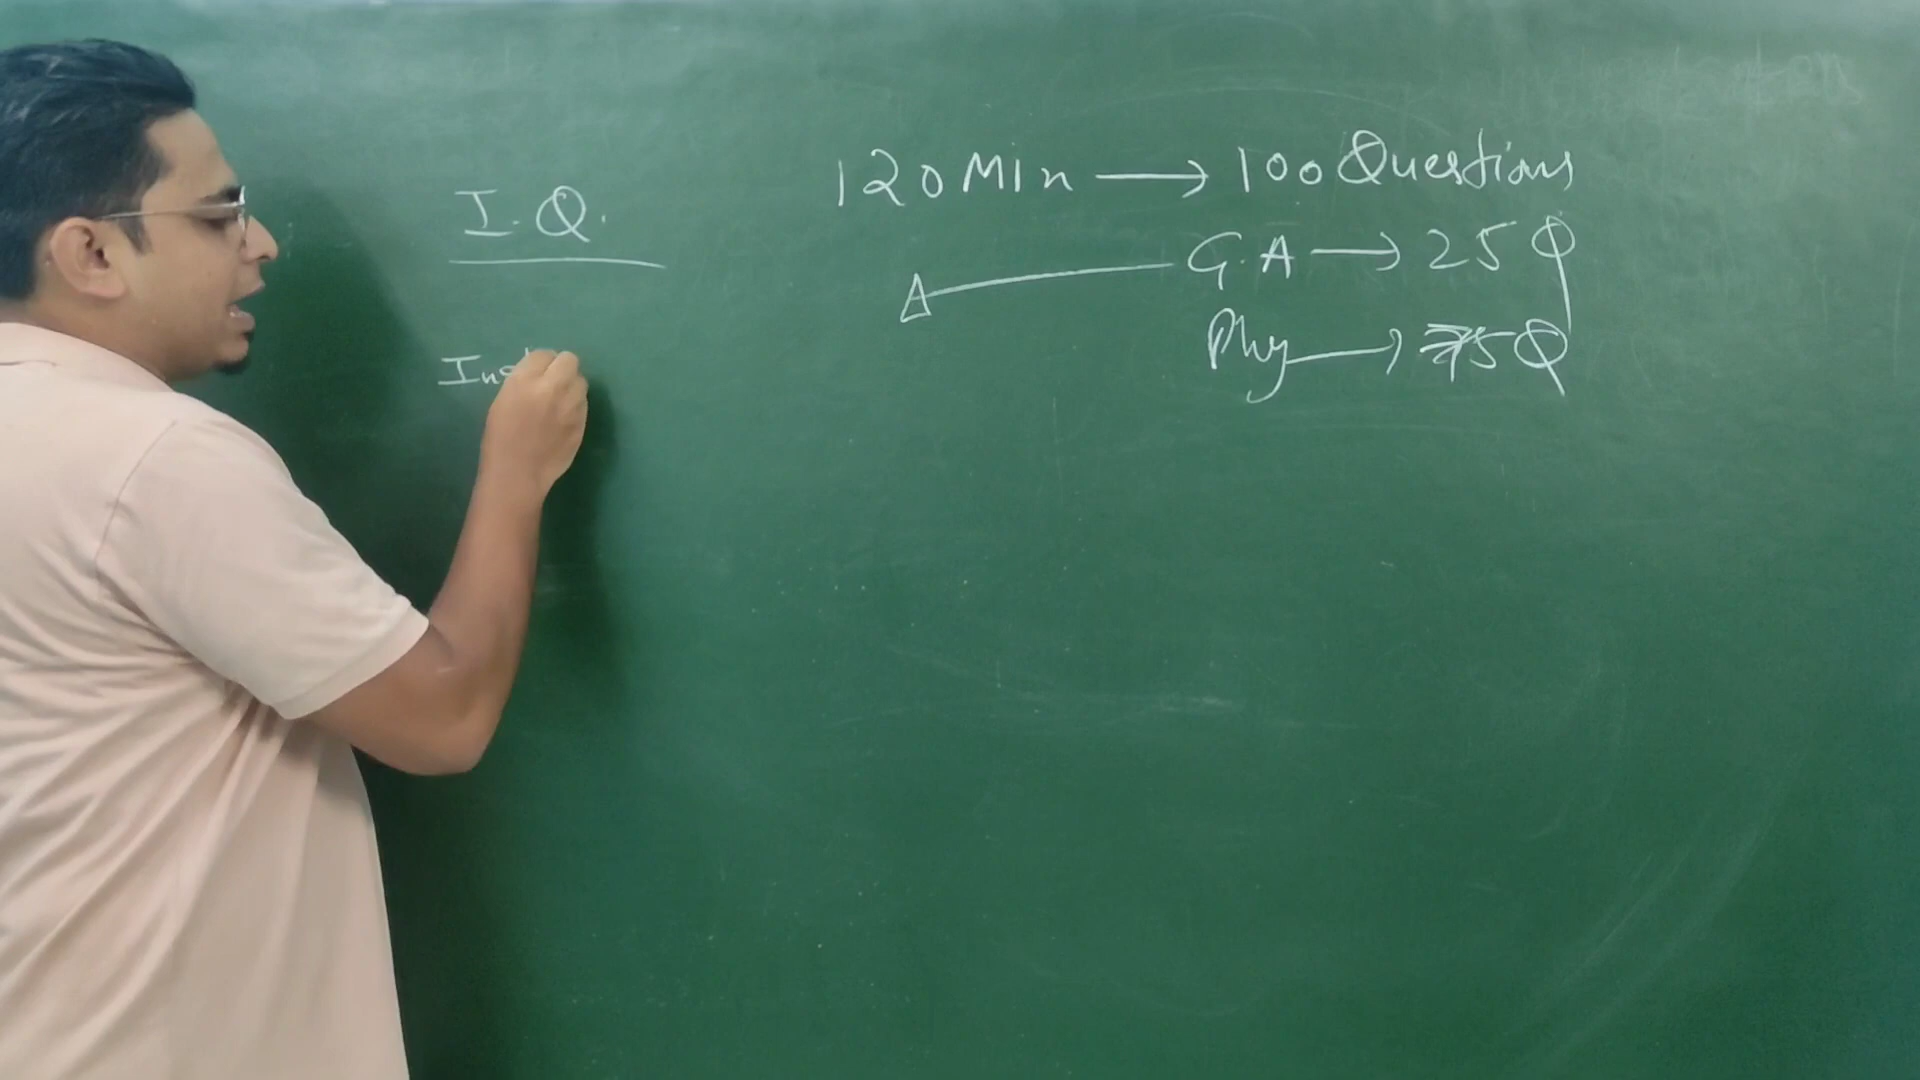 I.Q.
120 Min → 100 Questions
G.A → 25 Q
A
Phy → 75 Q